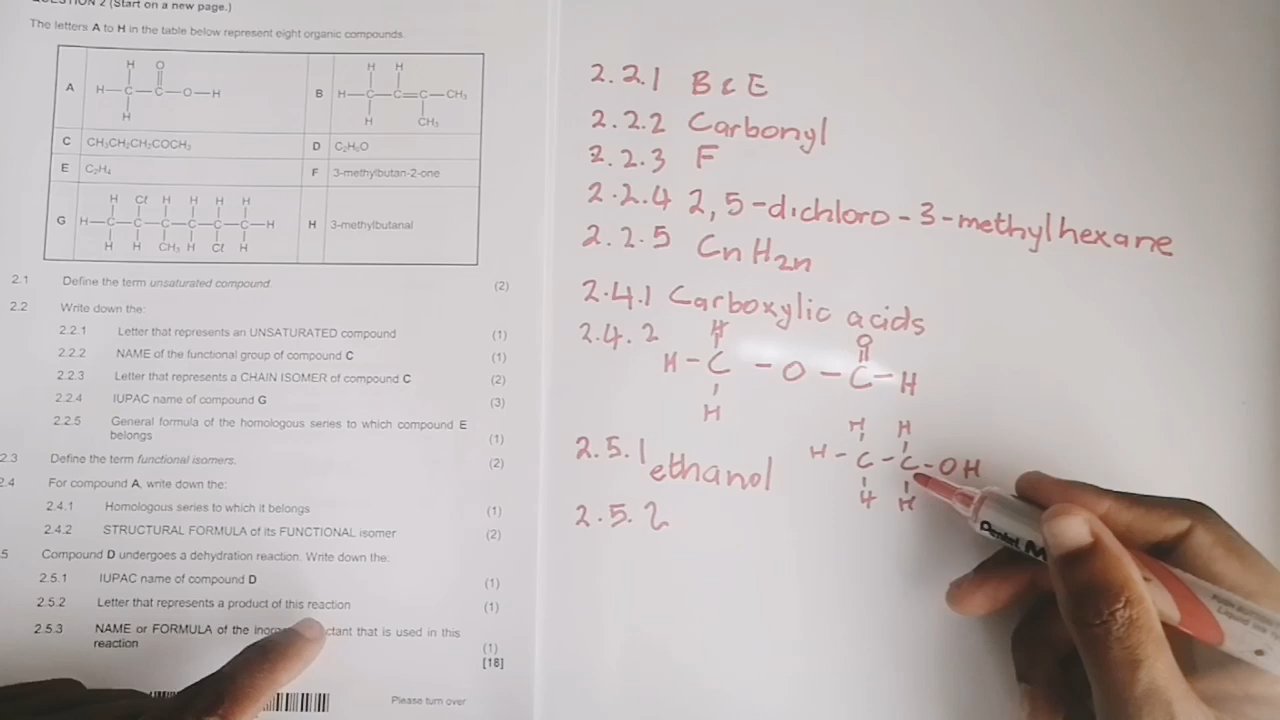 QUESTION 2 (Start on a new page.)
The letters A to H in the table below represent eight organic compounds.
A
H O
H—C—C—O—H
H
B
H H
H—C—C=C—CH₃
H CH₃
C CH₃CH₂CH₂COCH₃
D C₂H₆O
E C₂H₄
F 3-methylbutan-2-one
G
H Cℓ H H H H
H—C—C—C—C—C—C—H
H H CH₃ H Cℓ H
H 3-methylbutanal
2.1 Define the term unsaturated compound. (2)
2.2 Write down the:
2.2.1 Letter that represents an UNSATURATED compound (1)
2.2.2 NAME of the functional group of compound C (1)
2.2.3 Letter that represents a CHAIN ISOMER of compound C (2)
2.2.4 IUPAC name of compound G (3)
2.2.5 General formula of the homologous series to which compound E
belongs (1)
2.3 Define the term functional isomers. (2)
2.4 For compound A, write down the:
2.4.1 Homologous series to which it belongs (1)
2.4.2 STRUCTURAL FORMULA of its FUNCTIONAL isomer (2)
5 Compound D undergoes a dehydration reaction. Write down the:
2.5.1 IUPAC name of compound D (1)
2.5.2 Letter that represents a product of this reaction (1)
2.5.3 NAME or FORMULA of the that is used in this
reaction (1)
[18]
Please turn over
2.2.1 B & E
2.2.2 Carbonyl
2.2.3 F
2.2.4 2,5-dichloro-3-methylhexane
2.2.5 CnH2n
2.4.1 Carboxylic acids
2.4.2
H O
H-C-O-C-H
H
2.5.1 ethanol
H H
H-C-C-OH
H H
2.5.2
Pentel